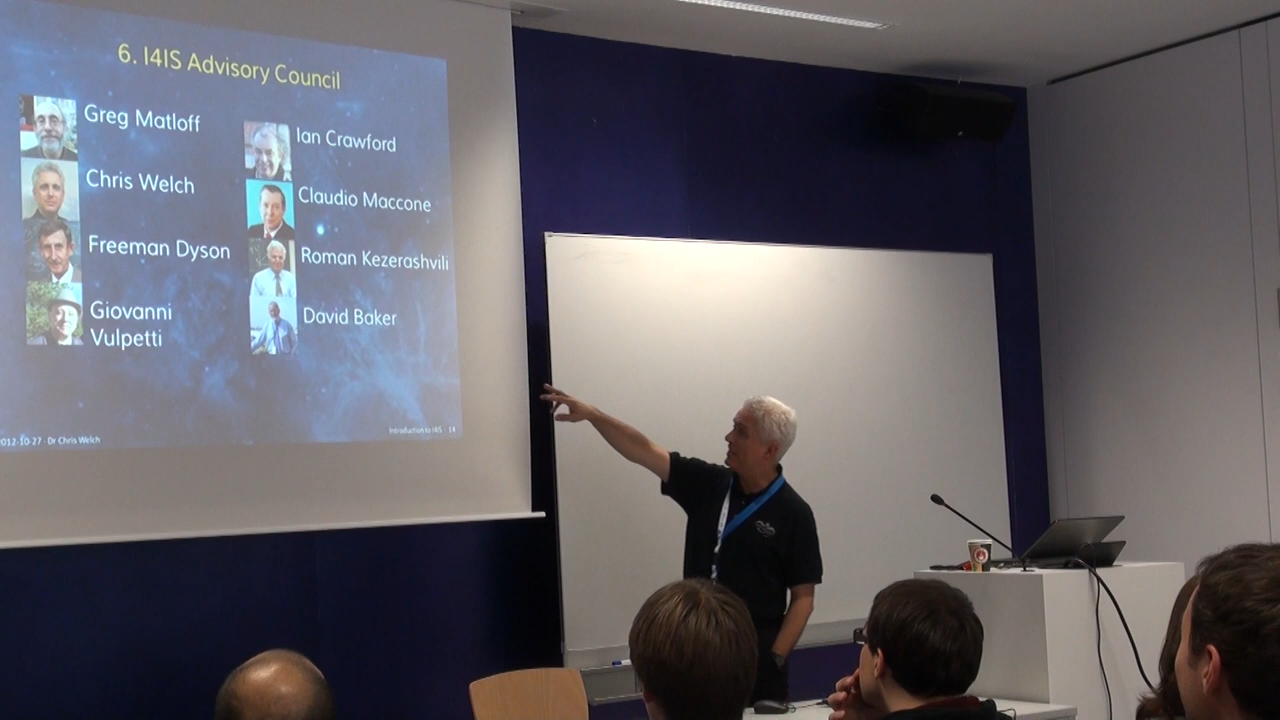 6. I4IS Advisory Council
Greg Matloff
Chris Welch
Freeman Dyson
Giovanni
Vulpetti
Ian Crawford
Claudio Maccone
Roman Kezerashvili
David Baker
2012-10-27 · Dr Chris Welch
Introduction to I4IS · 14